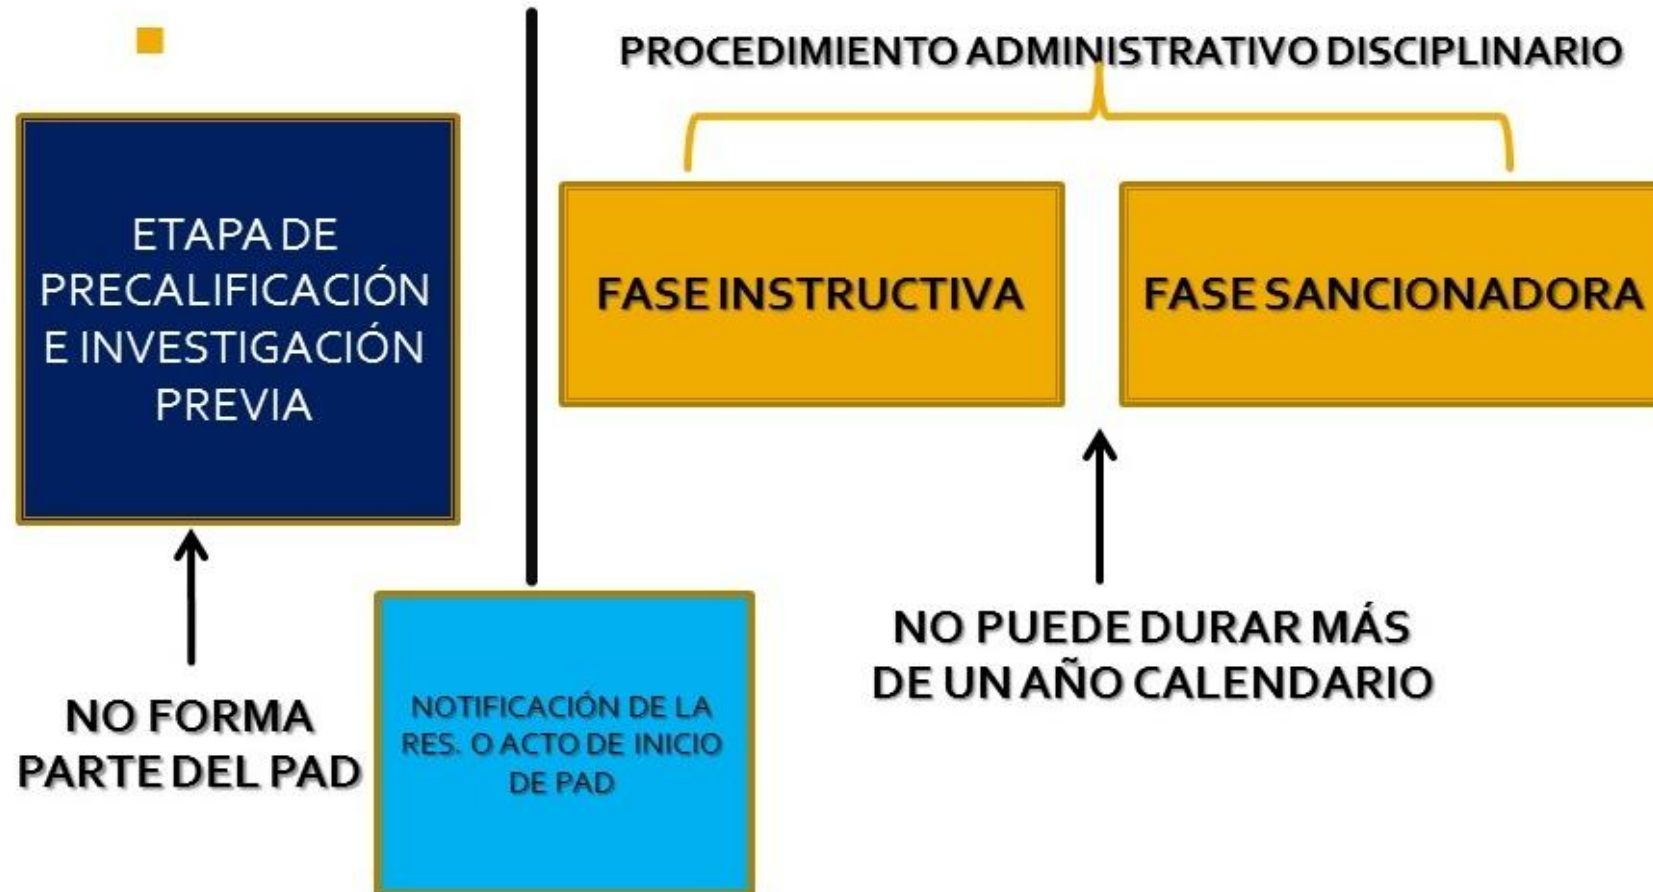 PROCEDIMIENTO ADMINISTRATIVO DISCIPLINARIO
ETAPA DE
PRECALIFICACIÓN
E INVESTIGACIÓN
PREVIA
FASE INSTRUCTIVA
FASE SANCIONADORA
NO FORMA
PARTE DEL PAD
NOTIFICACIÓN DE LA
RES. O ACTO DE INICIO
DE PAD
NO PUEDE DURAR MÁS
DE UN AÑO CALENDARIO